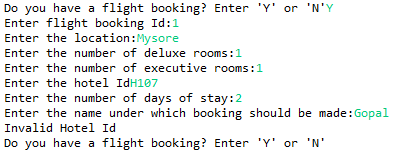 Do you have a flight booking? Enter 'Y' or 'N'Y
Enter flight booking Id:1
Enter the location:Mysore
Enter the number of deluxe rooms:1
Enter the number of executive rooms:1
Enter the hotel IdH107
Enter the number of days of stay:2
Enter the name under which booking should be made:Gopal
Invalid Hotel Id
Do you have a flight booking? Enter 'Y' or 'N'